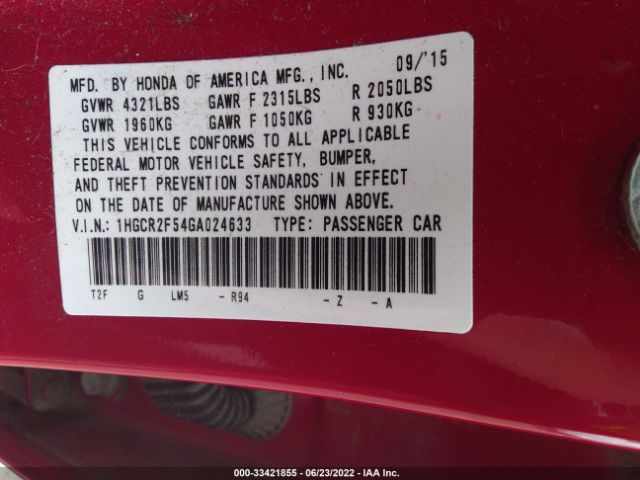 MFD. BY HONDA OF AMERICA MFG., INC. 09/'15
GVWR 4321LBS GAWR F 2315LBS R 2050LBS
GVWR 1960KG GAWR F 1050KG R 930KG
THIS VEHICLE CONFORMS TO ALL APPLICABLE
FEDERAL MOTOR VEHICLE SAFETY, BUMPER,
AND THEFT PREVENTION STANDARDS IN EFFECT
ON THE DATE OF MANUFACTURE SHOWN ABOVE.
V.I.N.: 1HGCR2F54GA024633 TYPE: PASSENGER CAR
T2F G LM5 - R94 - Z - A
000-33421855 - 06/23/2022 - IAA Inc.